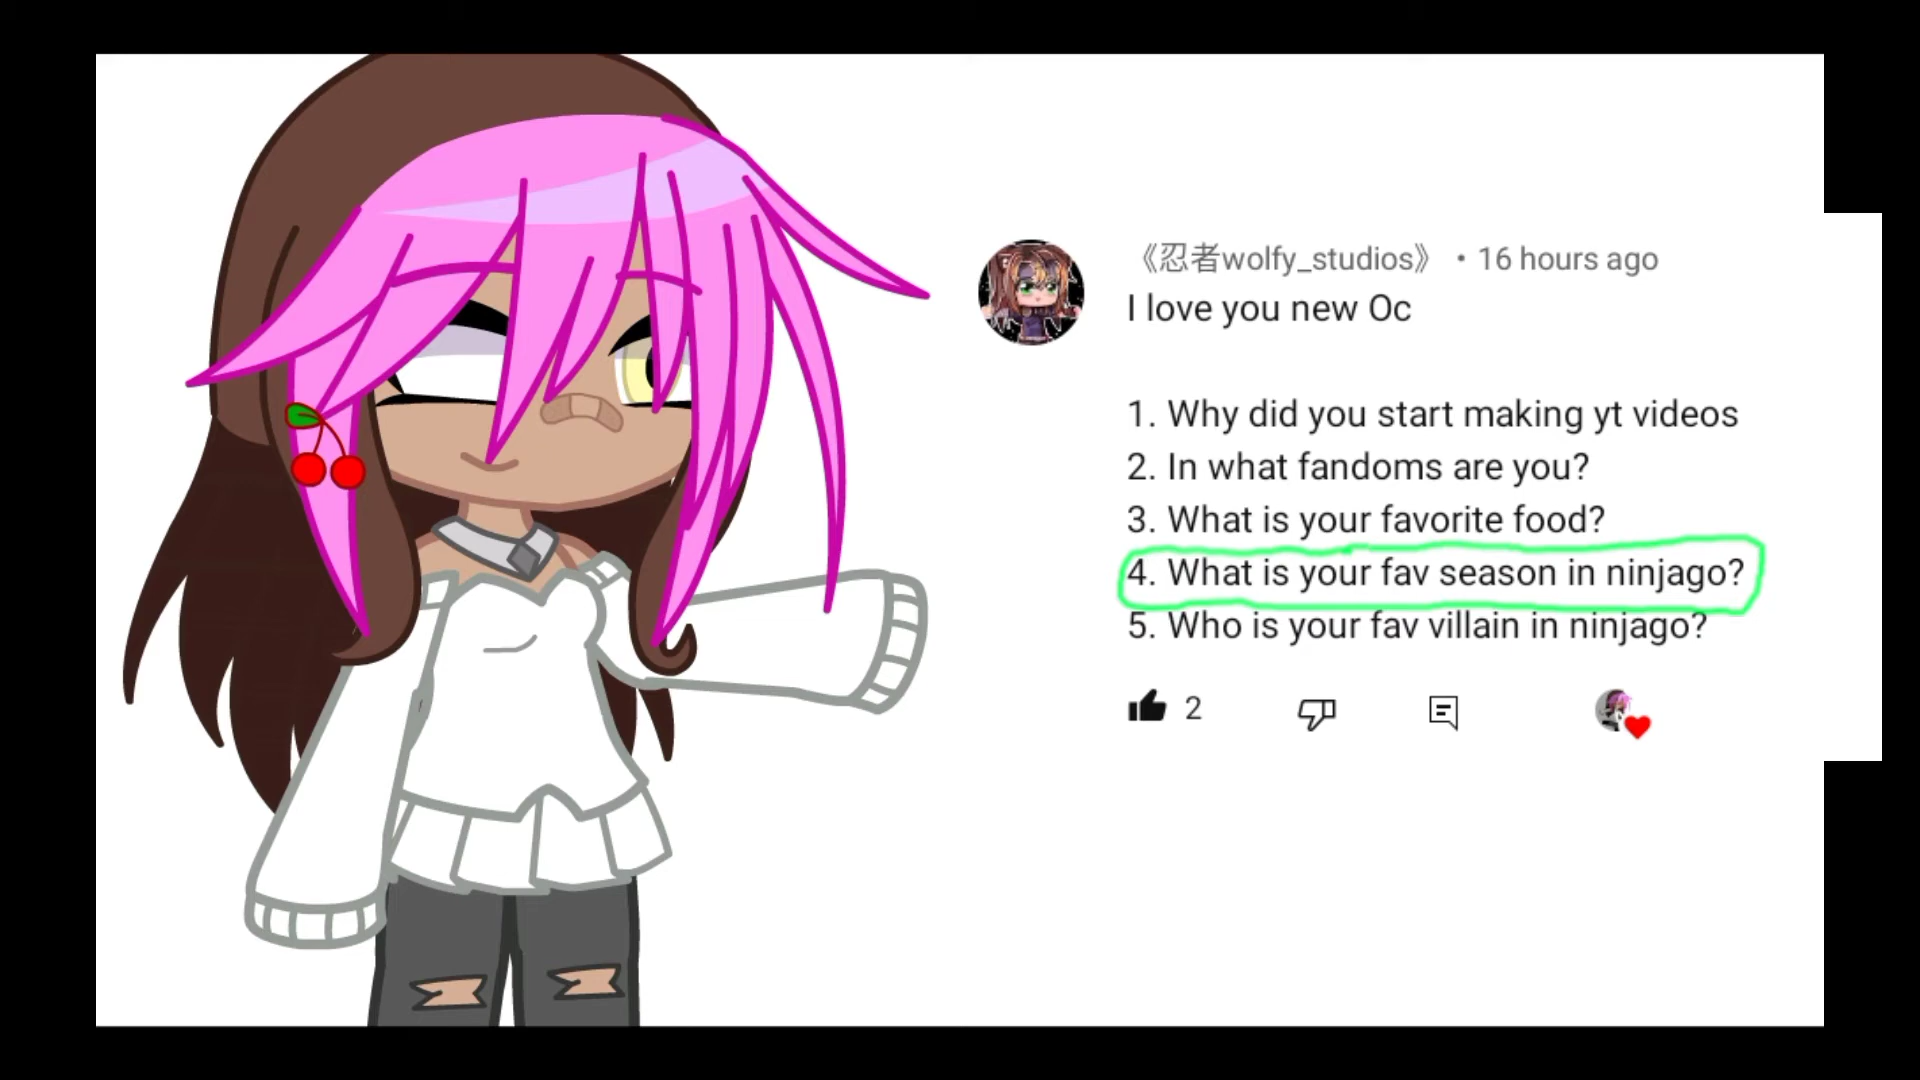 《忍者wolfy_studios》 • 16 hours ago
I love you new Oc
1. Why did you start making yt videos
2. In what fandoms are you?
3. What is your favorite food?
4. What is your fav season in ninjago?
5. Who is your fav villain in ninjago?
2